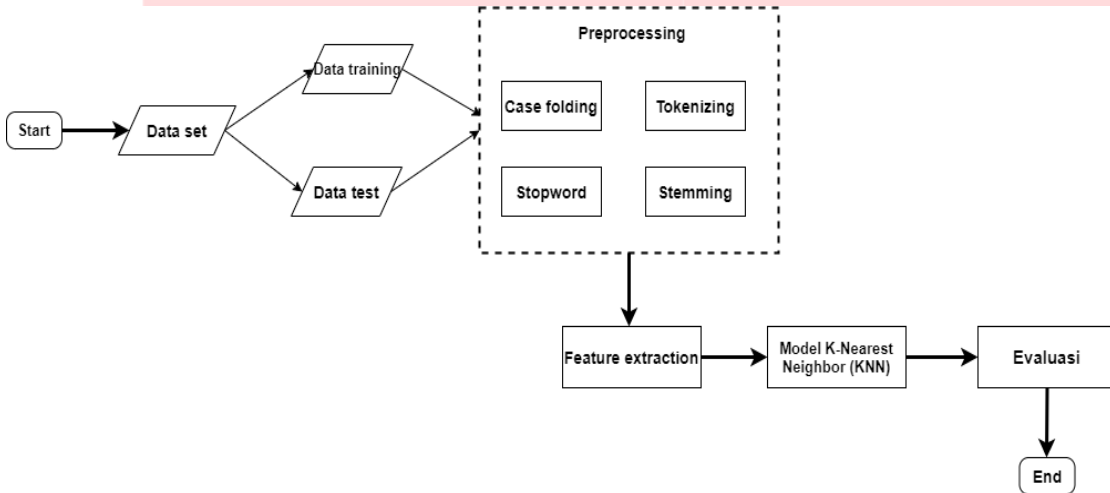 Start
Data set
Data training
Data test
Preprocessing
Case folding
Tokenizing
Stopword
Stemming
Feature extraction
Model K-Nearest
Neighbor (KNN)
Evaluasi
End